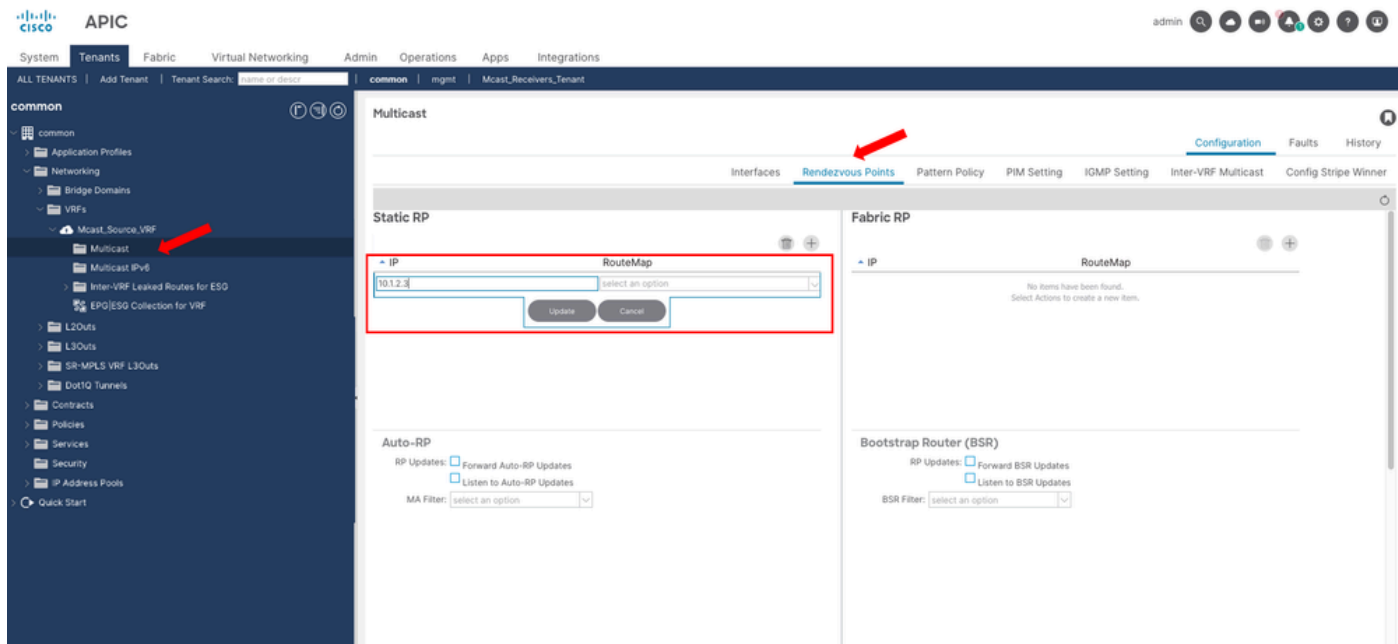 CISCO APIC admin
System Tenants Fabric Virtual Networking Admin Operations Apps Integrations
ALL TENANTS | Add Tenant | Tenant Search: name or descr | common | mgmt | Mcast_Receivers_Tenant
common
common
Application Profiles
Networking
Bridge Domains
VRFs
Mcast_Source_VRF
Multicast
Multicast IPv6
Inter-VRF Leaked Routes for ESG
EPG|ESG Collection for VRF
L2Outs
L3Outs
SR-MPLS VRF L3Outs
Dot1Q Tunnels
Contracts
Policies
Services
Security
IP Address Pools
Quick Start
Multicast
Configuration Faults History
Interfaces Rendezvous Points Pattern Policy PIM Setting IGMP Setting Inter-VRF Multicast Config Stripe Winner
Static RP
IP RouteMap
10.1.2.3 select an option
Update Cancel
Fabric RP
IP RouteMap
No items have been found.
Select Actions to create a new item.
Auto-RP
RP Updates: Forward Auto-RP Updates
Listen to Auto-RP Updates
MA Filter: select an option
Bootstrap Router (BSR)
RP Updates: Forward BSR Updates
Listen to BSR Updates
BSR Filter: select an option